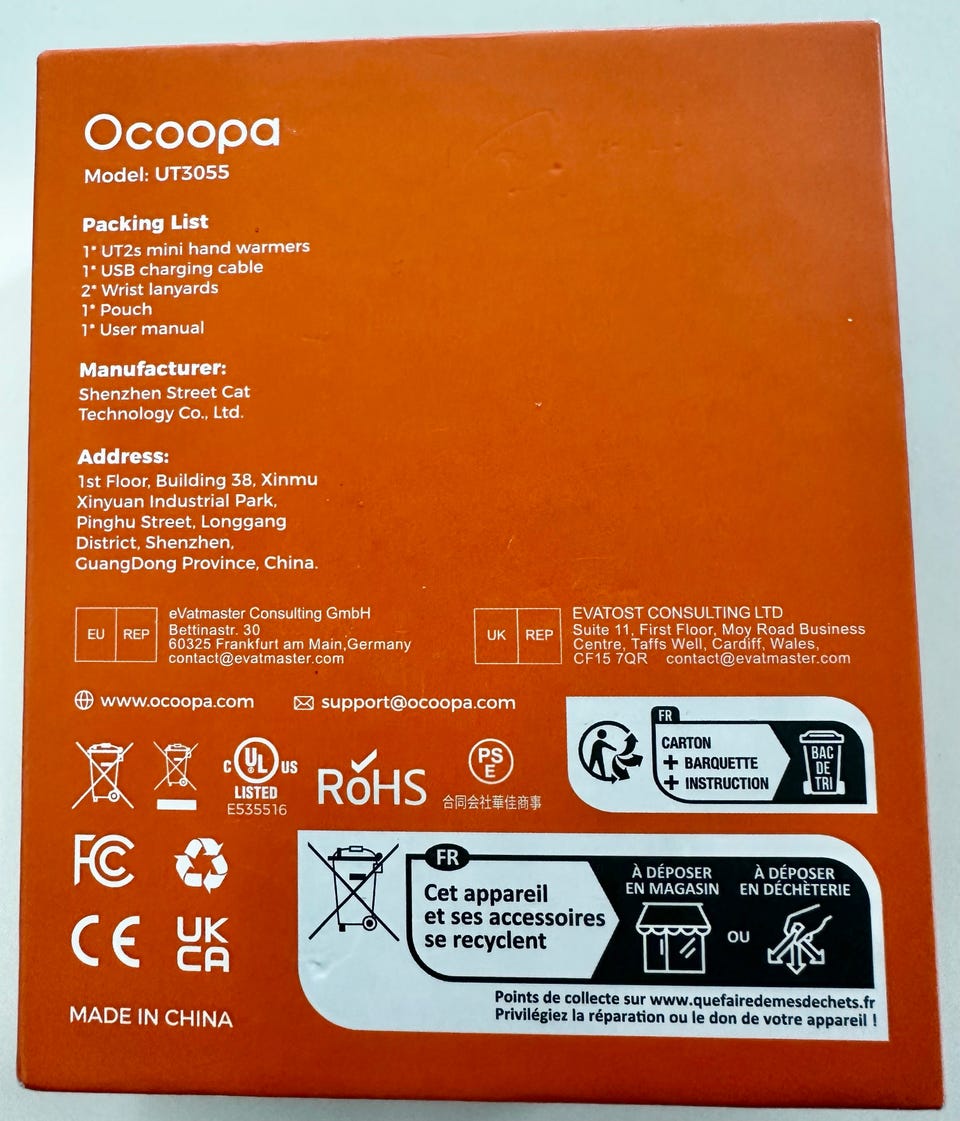 Ocoopa
Model: UT3055
Packing List
1* UT2s mini hand warmers
1* USB charging cable
2* Wrist lanyards
1* Pouch
1* User manual
Manufacturer:
Shenzhen Street Cat
Technology Co., Ltd.
Address:
1st Floor, Building 38, Xinmu
Xinyuan Industrial Park,
Pinghu Street, Longgang
District, Shenzhen,
GuangDong Province, China.
EU REP
eVatmaster Consulting GmbH
Bettinastr. 30
60325 Frankfurt am Main,Germany
contact@evatmaster.com
UK REP
EVATOST CONSULTING LTD
Suite 11, First Floor, Moy Road Business
Centre, Taffs Well, Cardiff, Wales,
CF15 7QR contact@evatmaster.com
www.ocoopa.com
support@ocoopa.com
C UL US
LISTED
E535516
RoHS
PS
E
合同会社華佳商事
FR
CARTON
+ BARQUETTE
+ INSTRUCTION
BAC
DE
TRI
FC
CE
UK
CA
MADE IN CHINA
FR
Cet appareil
et ses accessoires
se recyclent
À DÉPOSER
EN MAGASIN
OU
À DÉPOSER
EN DÉCHÈTERIE
Points de collecte sur www.quefairedemesdechets.fr
Privilégiez la réparation ou le don de votre appareil !